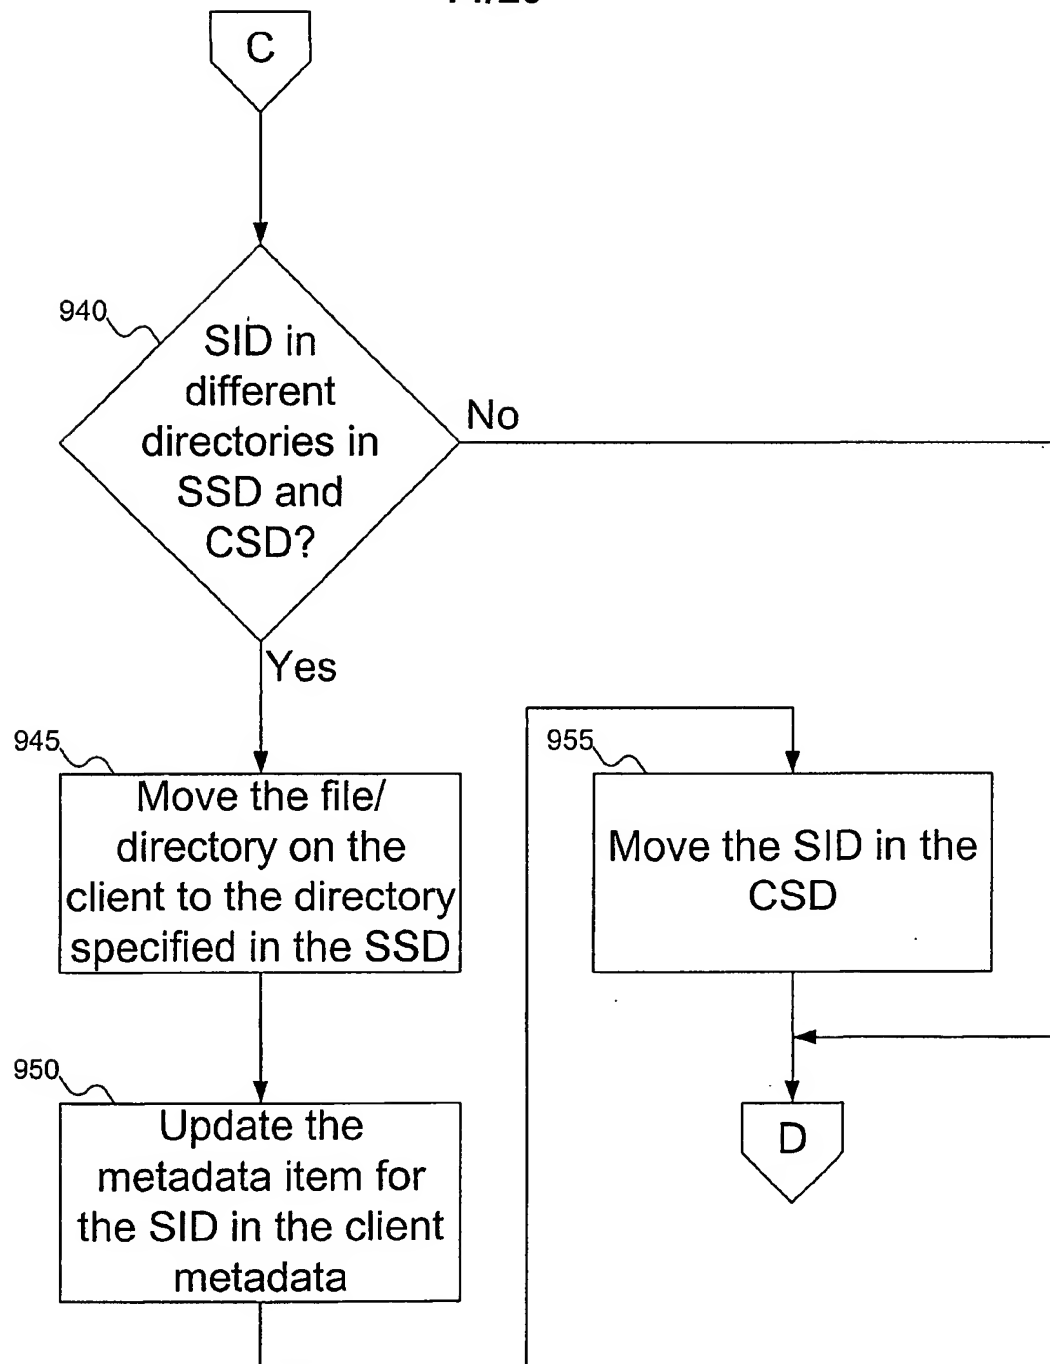 C
940
SID in
different
directories in
SSD and
CSD?
No
Yes
945
Move the file/
directory on the
client to the directory
specified in the SSD
950
Update the
metadata item for
the SID in the client
metadata
955
Move the SID in the
CSD
D